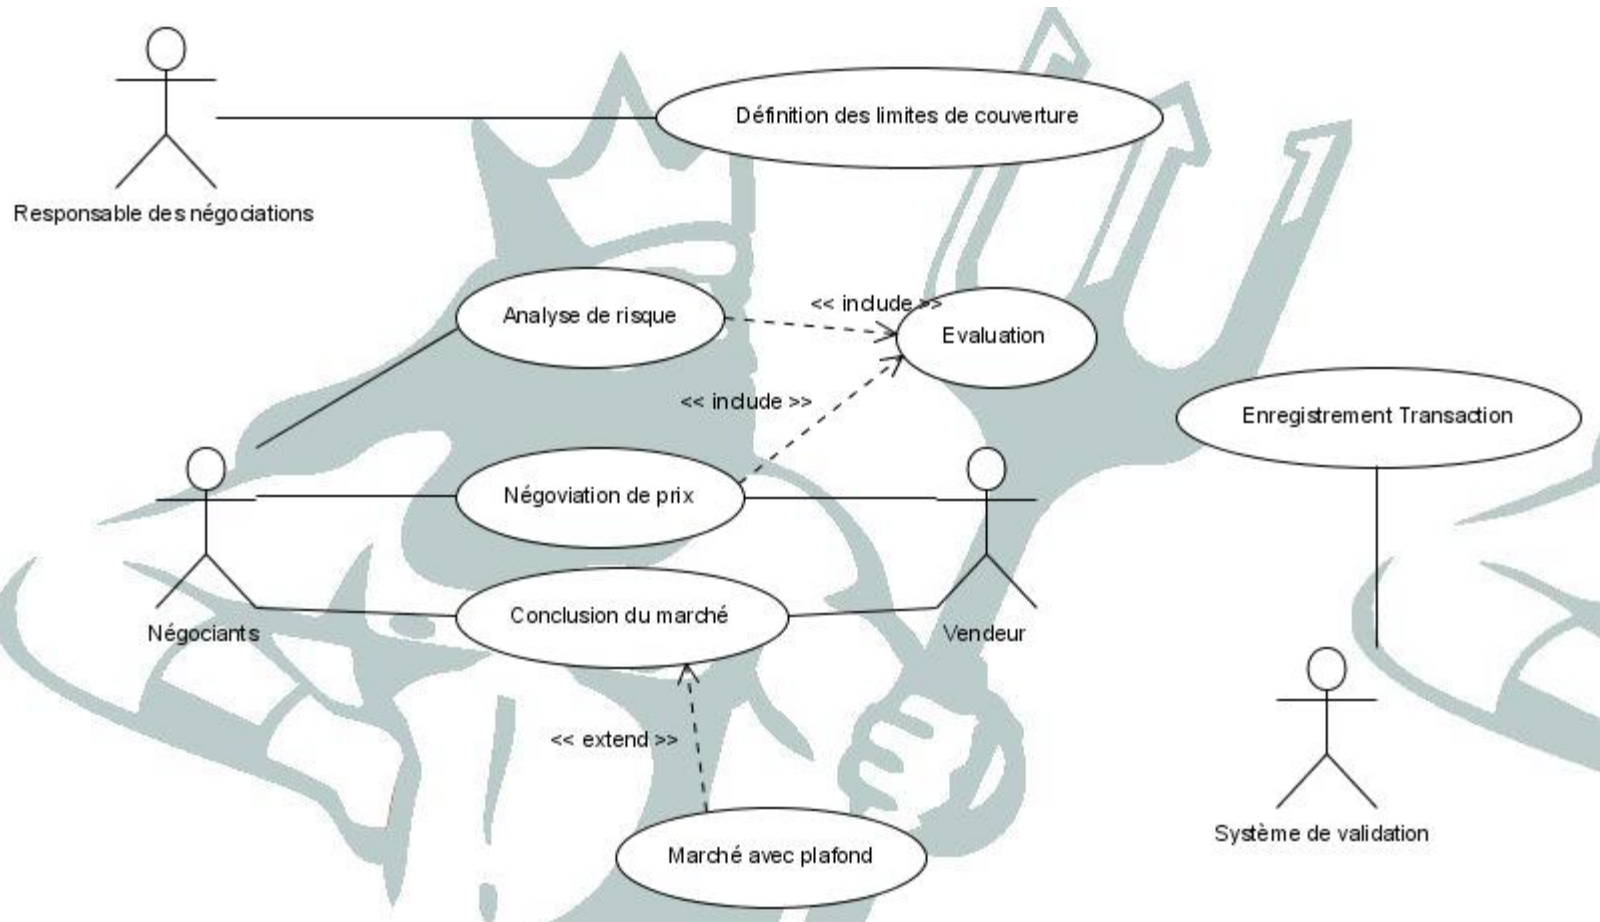 Définition des limites de couverture
Responsable des négociations
Analyse de risque
<< include >>
Evaluation
<< include >>
Enregistrement Transaction
Négoviation de prix
Conclusion du marché
Négociants
Vendeur
<< extend >>
Système de validation
Marché avec plafond